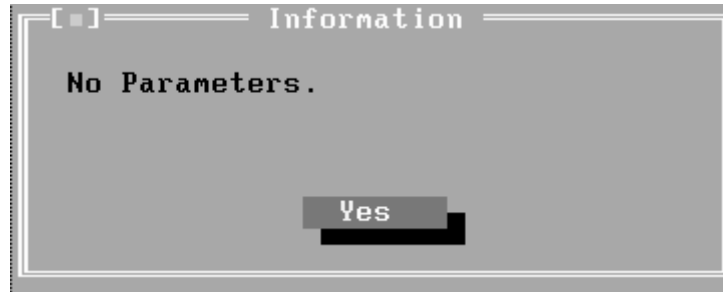 [■] Information
No Parameters.
Yes